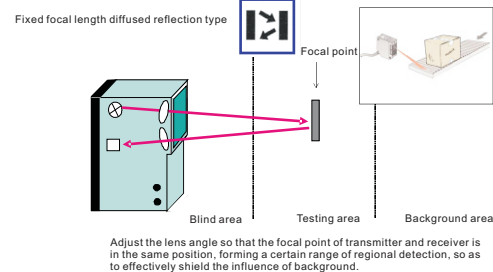 Fixed focal length diffused reflection type
Focal point
Blind area
Testing area
Background area
Adjust the lens angle so that the focal point of transmitter and receiver is
in the same position, forming a certain range of regional detection, so as
to effectively shield the influence of background.